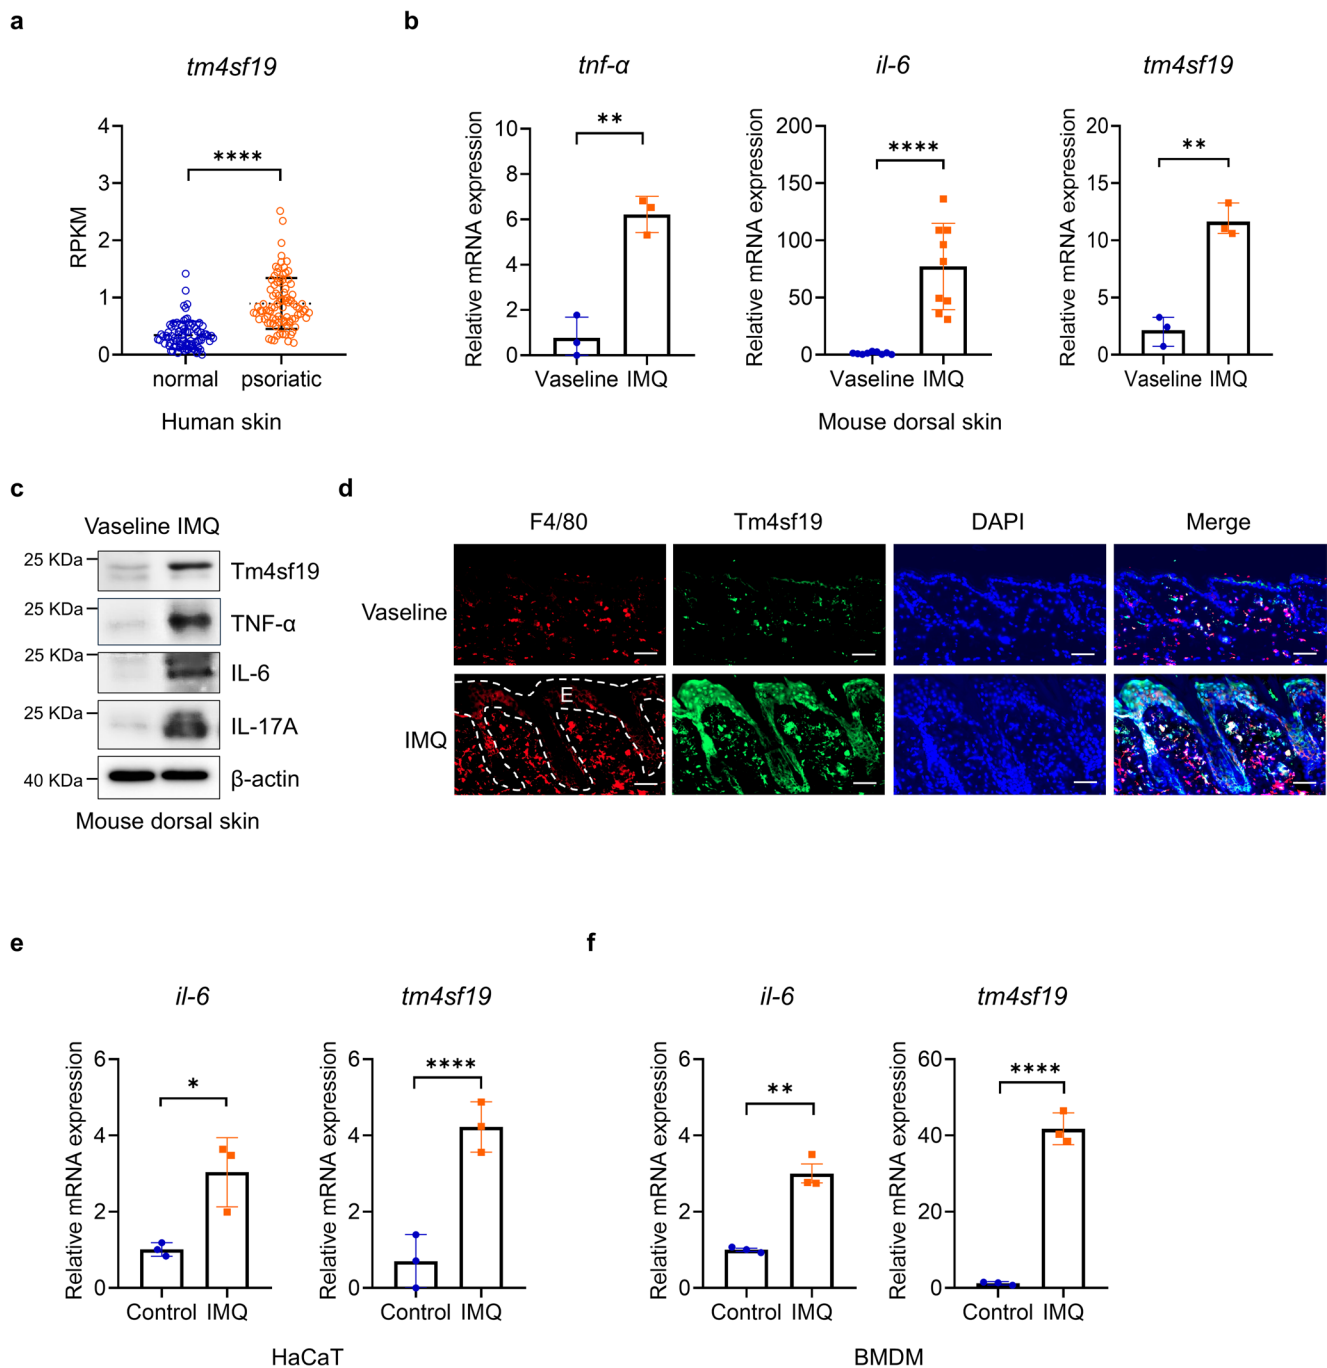 a
b
tm4sf19
tnf-α
il-6
tm4sf19
RPKM
4
3
2
1
0
****
normal
psoriatic
Human skin
Relative mRNA expression
10
8
6
4
2
0
**
Vaseline IMQ
Relative mRNA expression
200
150
100
50
0
****
Vaseline IMQ
Relative mRNA expression
20
15
10
5
0
**
Vaseline IMQ
Mouse dorsal skin
c
Vaseline IMQ
25 KDa
Tm4sf19
25 KDa
TNF-α
25 KDa
IL-6
25 KDa
IL-17A
40 KDa
β-actin
Mouse dorsal skin
d
F4/80
Tm4sf19
DAPI
Merge
Vaseline
IMQ
E
e
il-6
tm4sf19
Relative mRNA expression
6
4
2
0
*
Control IMQ
Relative mRNA expression
6
4
2
0
****
Control IMQ
HaCaT
f
il-6
tm4sf19
Relative mRNA expression
6
4
2
0
**
Control IMQ
Relative mRNA expression
60
40
20
0
****
Control IMQ
BMDM